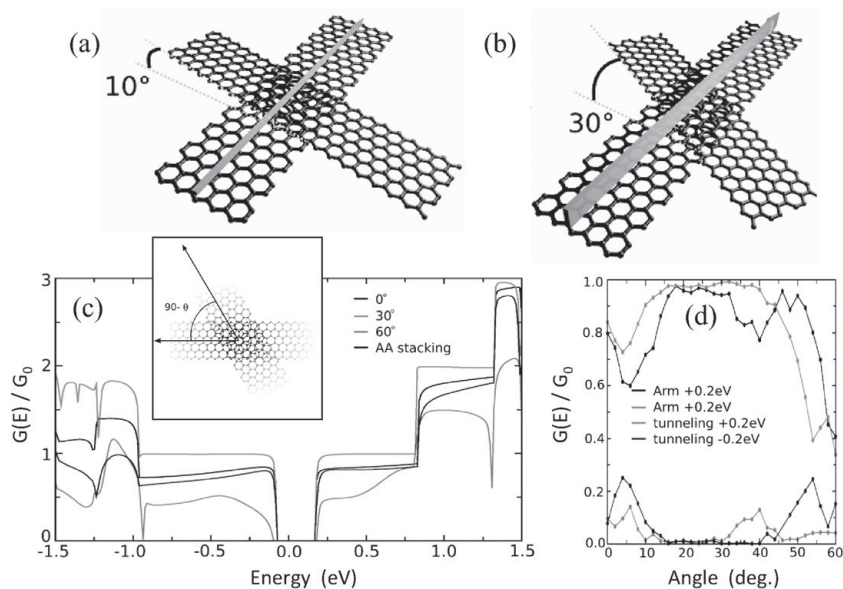 (a)
10°
(b)
30°
(c)
90- θ
0°
30°
60°
AA stacking
G(E) / G0
3
2
1
0
-1.5
-1.0
-0.5
0.0
0.5
1.0
1.5
Energy (eV)
(d)
Arm +0.2eV
Arm +0.2eV
tunneling +0.2eV
tunneling -0.2eV
G(E) / G0
1.0
0.8
0.6
0.4
0.2
0.0
0
10
20
30
40
50
60
Angle (deg.)